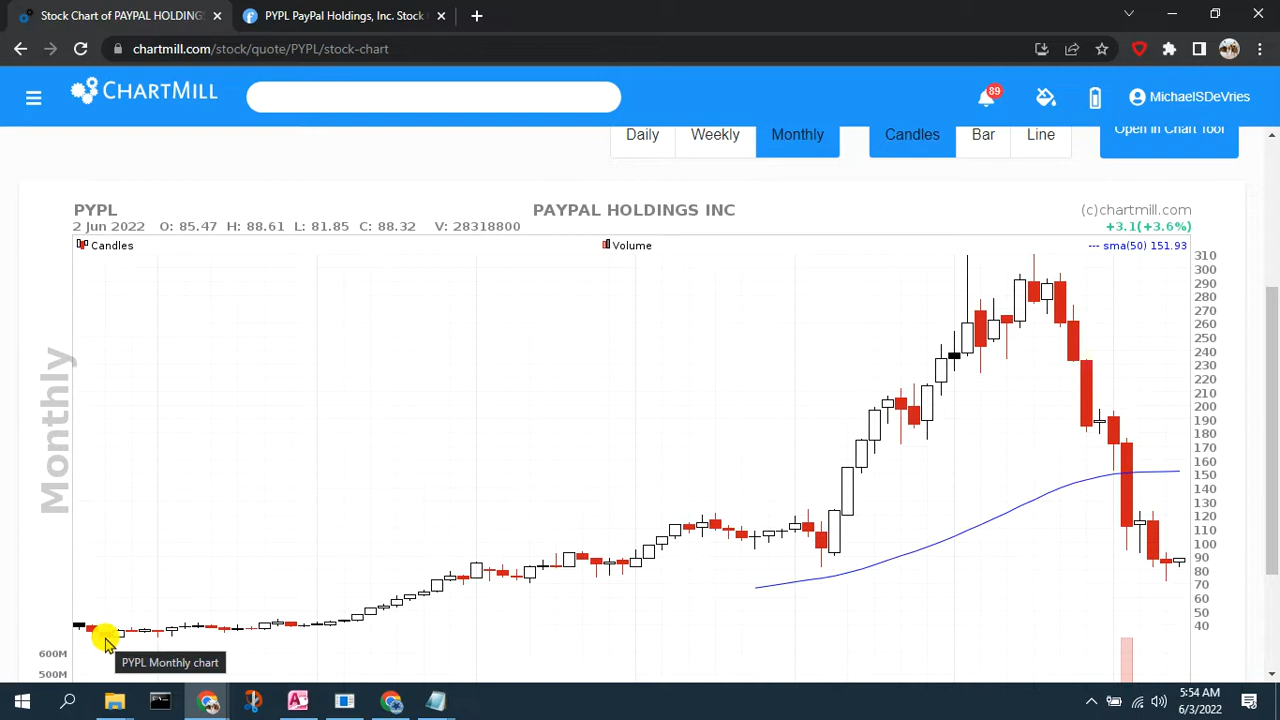 Stock Chart of PAYPAL HOLDINGS
PYPL PayPal Holdings, Inc. Stock
chartmill.com/stock/quote/PYPL/stock-chart
CHARTMILL
89
MichaelSDeVries
Daily
Weekly
Monthly
Candles
Bar
Line
Open in Chart Tool
PYPL
PAYPAL HOLDINGS INC
(c)chartmill.com
2 Jun 2022 O: 85.47 H: 88.61 L: 81.85 C: 88.32 V: 28318800
+3.1(+3.6%)
Candles
Volume
--- sma(50) 151.93
310
300
290
280
270
260
250
240
230
220
210
200
190
180
170
160
150
140
130
120
110
100
90
80
70
60
50
40
Monthly
600M
500M
PYPL Monthly chart
5:54 AM
6/3/2022